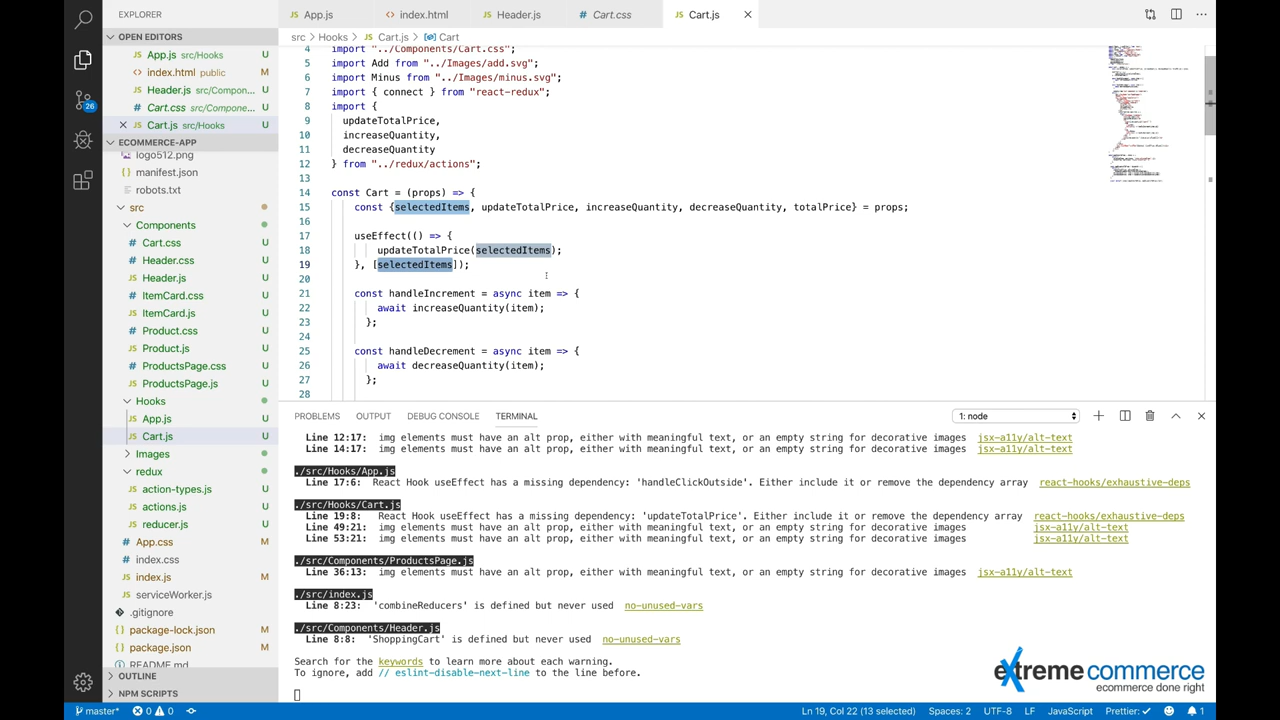 EXPLORER
OPEN EDITORS
App.js src/Hooks
index.html public M
Header.js src/Compon... U
Cart.css src/Compone... U
Cart.js src/Hooks U
ECOMMERCE-APP
logo512.png
manifest.json
robots.txt
src
Components
Cart.css U
Header.css U
Header.js U
ItemCard.css U
ItemCard.js U
Product.css U
Product.js U
ProductsPage.css U
ProductsPage.js U
Hooks
App.js U
Cart.js U
Images
redux
action-types.js U
actions.js U
reducer.js U
App.css M
index.css
index.js M
serviceWorker.js
.gitignore
package-lock.json M
package.json M
README.md
OUTLINE
NPM SCRIPTS
26
App.js index.html Header.js Cart.css Cart.js
src > Hooks > Cart.js > Cart
4 import "../Components/Cart.css";
5 import Add from "../Images/add.svg";
6 import Minus from "../Images/minus.svg";
7 import { connect } from "react-redux";
8 import {
9 updateTotalPrice,
10 increaseQuantity,
11 decreaseQuantity
12 } from "../redux/actions";
13
14 const Cart = (props) => {
15 const {selectedItems, updateTotalPrice, increaseQuantity, decreaseQuantity, totalPrice} = props;
16
17 useEffect(() => {
18 updateTotalPrice(selectedItems);
19 }, [selectedItems]);
20
21 const handleIncrement = async item => {
22 await increaseQuantity(item);
23 };
24
25 const handleDecrement = async item => {
26 await decreaseQuantity(item);
27 };
28
PROBLEMS OUTPUT DEBUG CONSOLE TERMINAL 1: node
Line 12:17: img elements must have an alt prop, either with meaningful text, or an empty string for decorative images jsx-a11y/alt-text
Line 14:17: img elements must have an alt prop, either with meaningful text, or an empty string for decorative images jsx-a11y/alt-text
./src/Hooks/App.js
Line 17:6: React Hook useEffect has a missing dependency: 'handleClickOutside'. Either include it or remove the dependency array react-hooks/exhaustive-deps
./src/Hooks/Cart.js
Line 19:8: React Hook useEffect has a missing dependency: 'updateTotalPrice'. Either include it or remove the dependency array react-hooks/exhaustive-deps
Line 49:21: img elements must have an alt prop, either with meaningful text, or an empty string for decorative images jsx-a11y/alt-text
Line 53:21: img elements must have an alt prop, either with meaningful text, or an empty string for decorative images jsx-a11y/alt-text
./src/Components/ProductsPage.js
Line 36:13: img elements must have an alt prop, either with meaningful text, or an empty string for decorative images jsx-a11y/alt-text
./src/index.js
Line 8:23: 'combineReducers' is defined but never used no-unused-vars
./src/Components/Header.js
Line 8:8: 'ShoppingCart' is defined but never used no-unused-vars
Search for the keywords to learn more about each warning.
To ignore, add // eslint-disable-next-line to the line before.
extreme commerce
ecommerce done right
master* 0 0 Ln 19, Col 22 (13 selected) Spaces: 2 UTF-8 LF JavaScript Prettier: ✓ 1